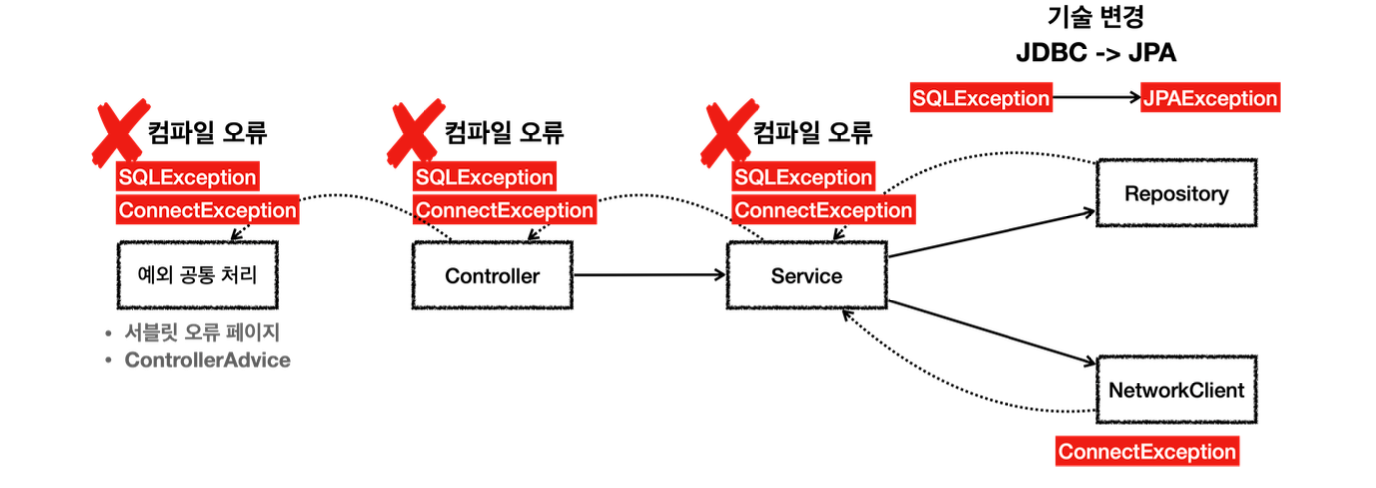 기술 변경
JDBC -> JPA
SQLException
JPAException
컴파일 오류
SQLException
ConnectException
예외 공통 처리
• 서블릿 오류 페이지
• ControllerAdvice
컴파일 오류
SQLException
ConnectException
Controller
컴파일 오류
SQLException
ConnectException
Service
Repository
NetworkClient
ConnectException